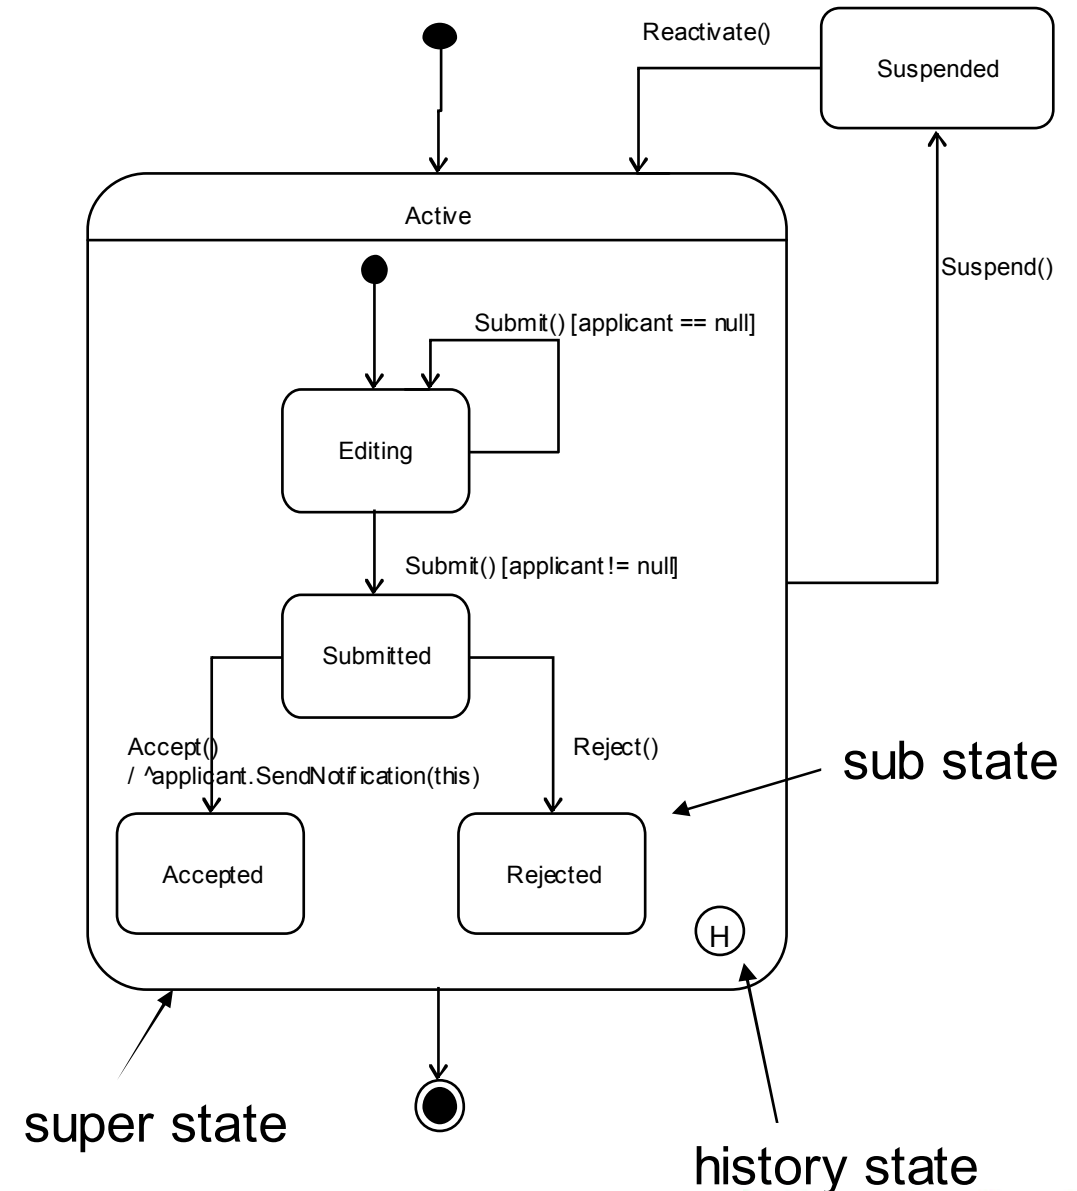 Reactivate()
Suspended
Active
Suspend()
Submit() [applicant == null]
Editing
Submit() [applicant != null]
Submitted
Accept()
/ ^applicant.SendNotification(this)
Reject()
sub state
Accepted
Rejected
H
super state
history state